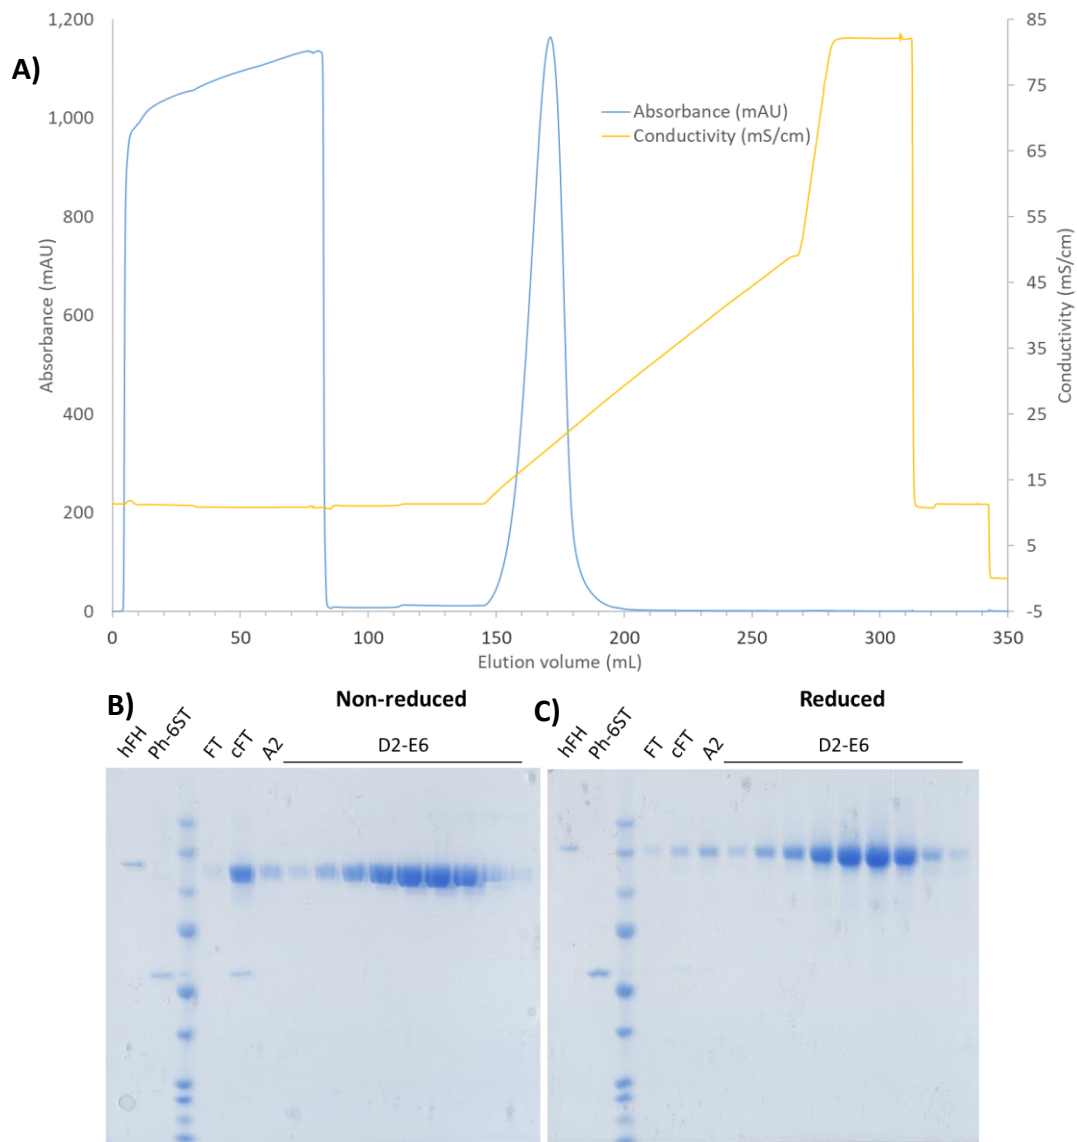 A)
1,200
1,000
800
600
400
200
0
Absorbance (mAU)
85
75
65
55
45
35
25
15
5
-5
Conductivity (mS/cm)
Absorbance (mAU)
Conductivity (mS/cm)
0 50 100 150 200 250 300 350
Elution volume (mL)
B) Non-reduced
hFH Ph-6ST FT cFT A2 D2-E6
C) Reduced
hFH Ph-6ST FT cFT A2 D2-E6